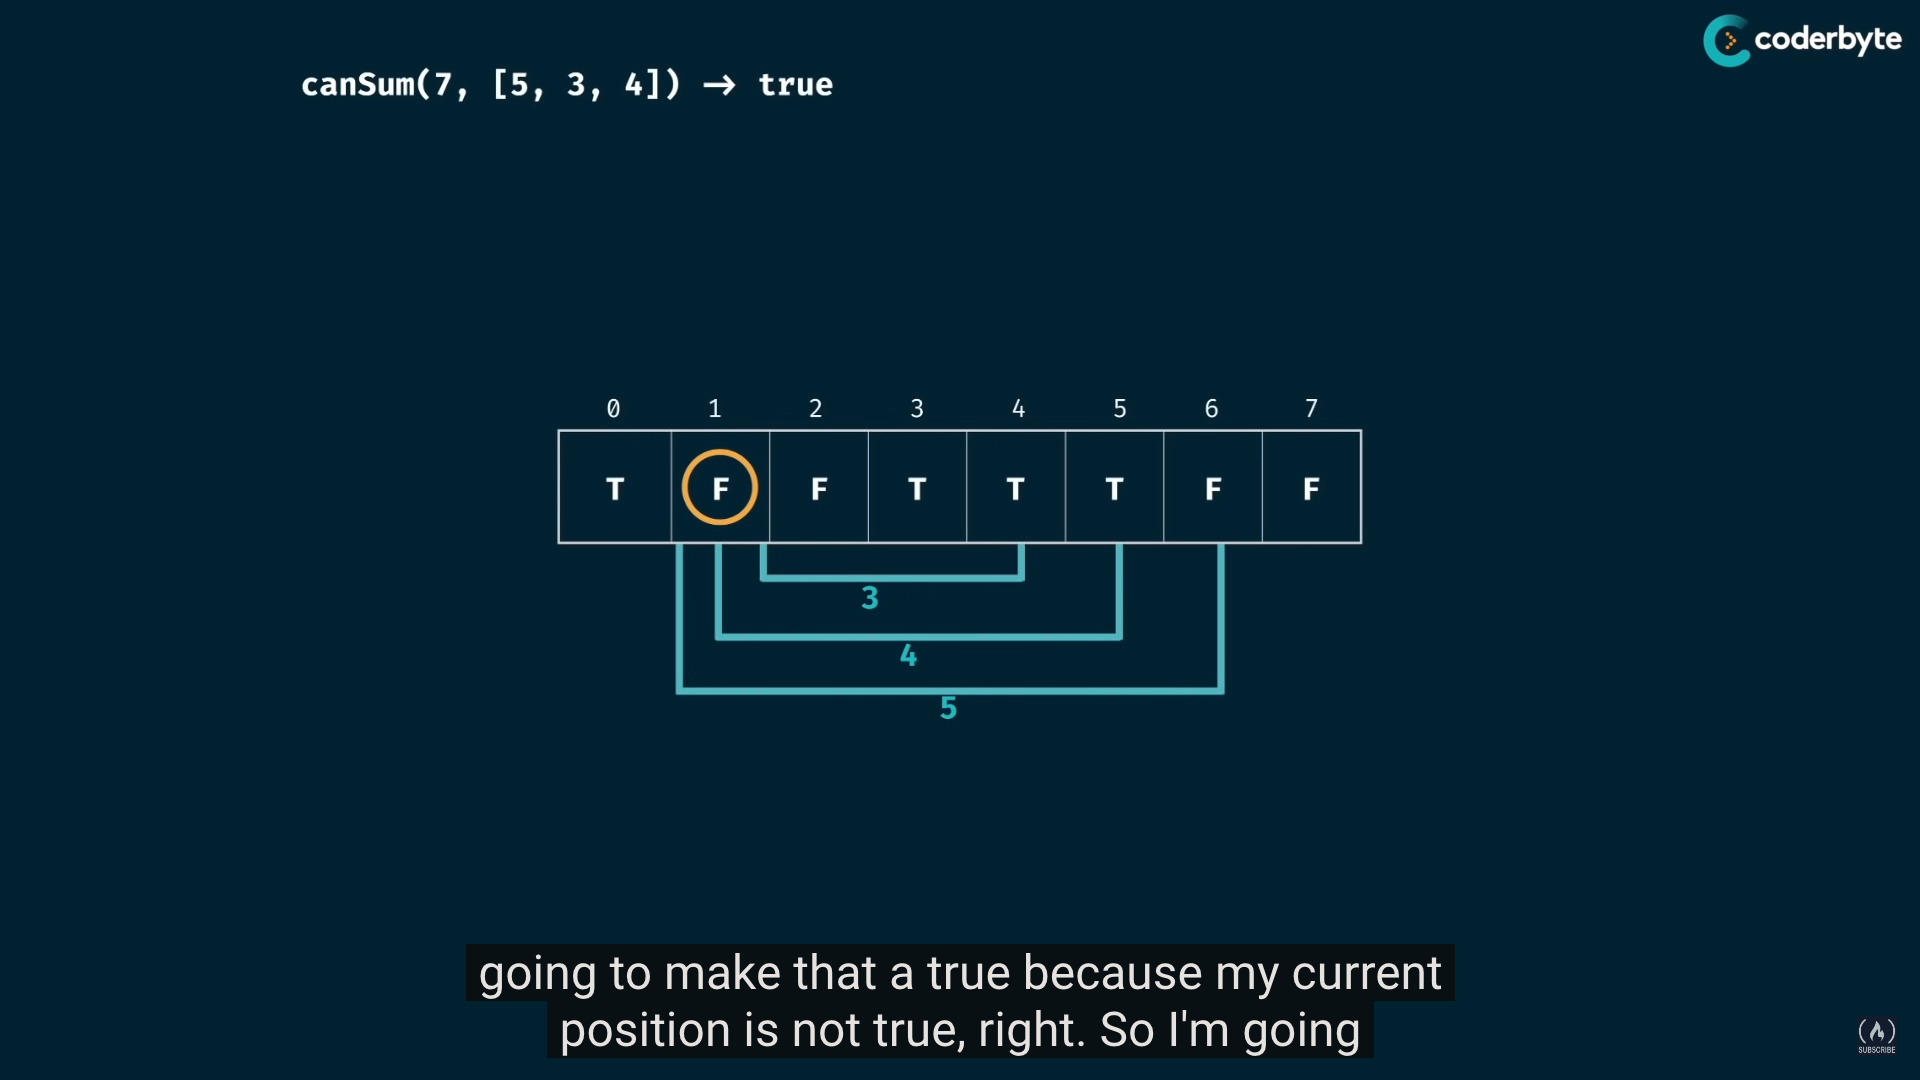 coderbyte
canSum(7, [5, 3, 4]) → true
0 1 2 3 4 5 6 7
T F F T T T F F
3
4
5
going to make that a true because my current
position is not true, right. So I'm going
SUBSCRIBE